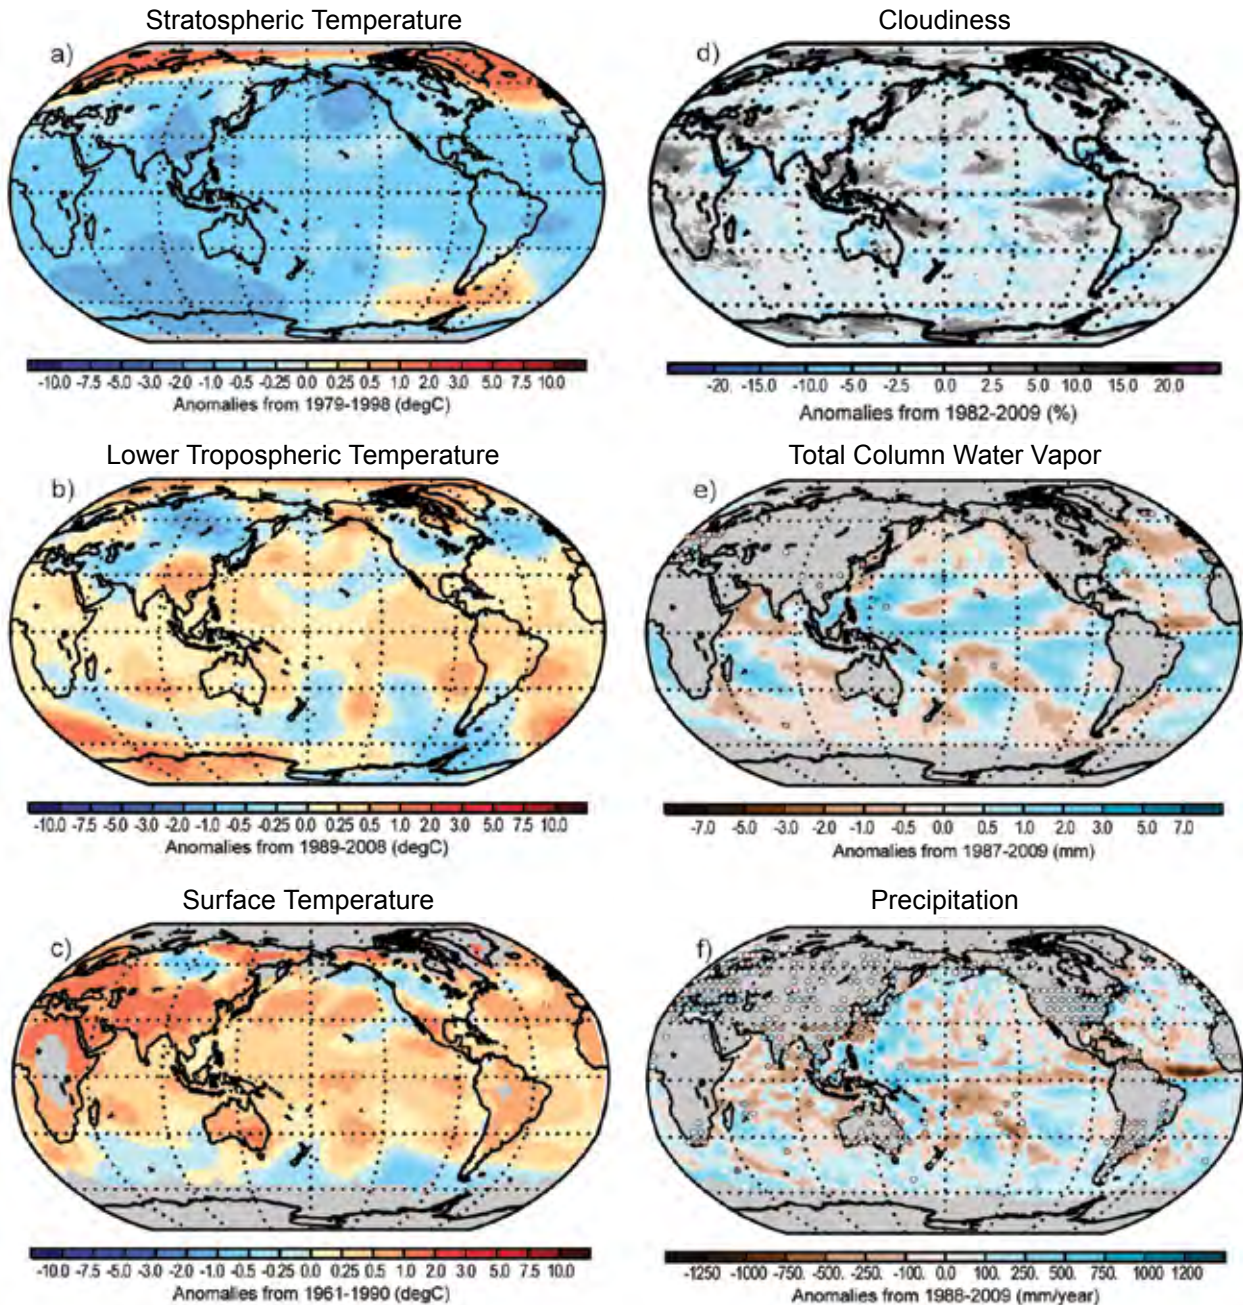 Stratospheric Temperature
a)
-10.0 -7.5 -5.0 -3.0 -2.0 -1.0 -0.5 -0.25 0.0 0.25 0.5 1.0 2.0 3.0 5.0 7.5 10.0
Anomalies from 1979-1998 (degC)
Cloudiness
d)
-20. -15.0 -10.0 -5.0 -2.5 0.0 2.5 5.0 10.0 15.0 20.0
Anomalies from 1982-2009 (%)
Lower Tropospheric Temperature
b)
-10.0 -7.5 -5.0 -3.0 -2.0 -1.0 -0.5 -0.25 0.0 0.25 0.5 1.0 2.0 3.0 5.0 7.5 10.0
Anomalies from 1989-2008 (degC)
Total Column Water Vapor
e)
-7.0 -5.0 -3.0 -2.0 -1.0 -0.5 0.0 0.5 1.0 2.0 3.0 5.0 7.0
Anomalies from 1987-2009 (mm)
Surface Temperature
c)
-10.0 -7.5 -5.0 -3.0 -2.0 -1.0 -0.5 -0.25 0.0 0.25 0.5 1.0 2.0 3.0 5.0 7.5 10.0
Anomalies from 1961-1990 (degC)
Precipitation
f)
-1250 -1000 -750. -500. -250. -100. 0.0 100. 250. 500. 750. 1000 1200
Anomalies from 1988-2009 (mm/year)